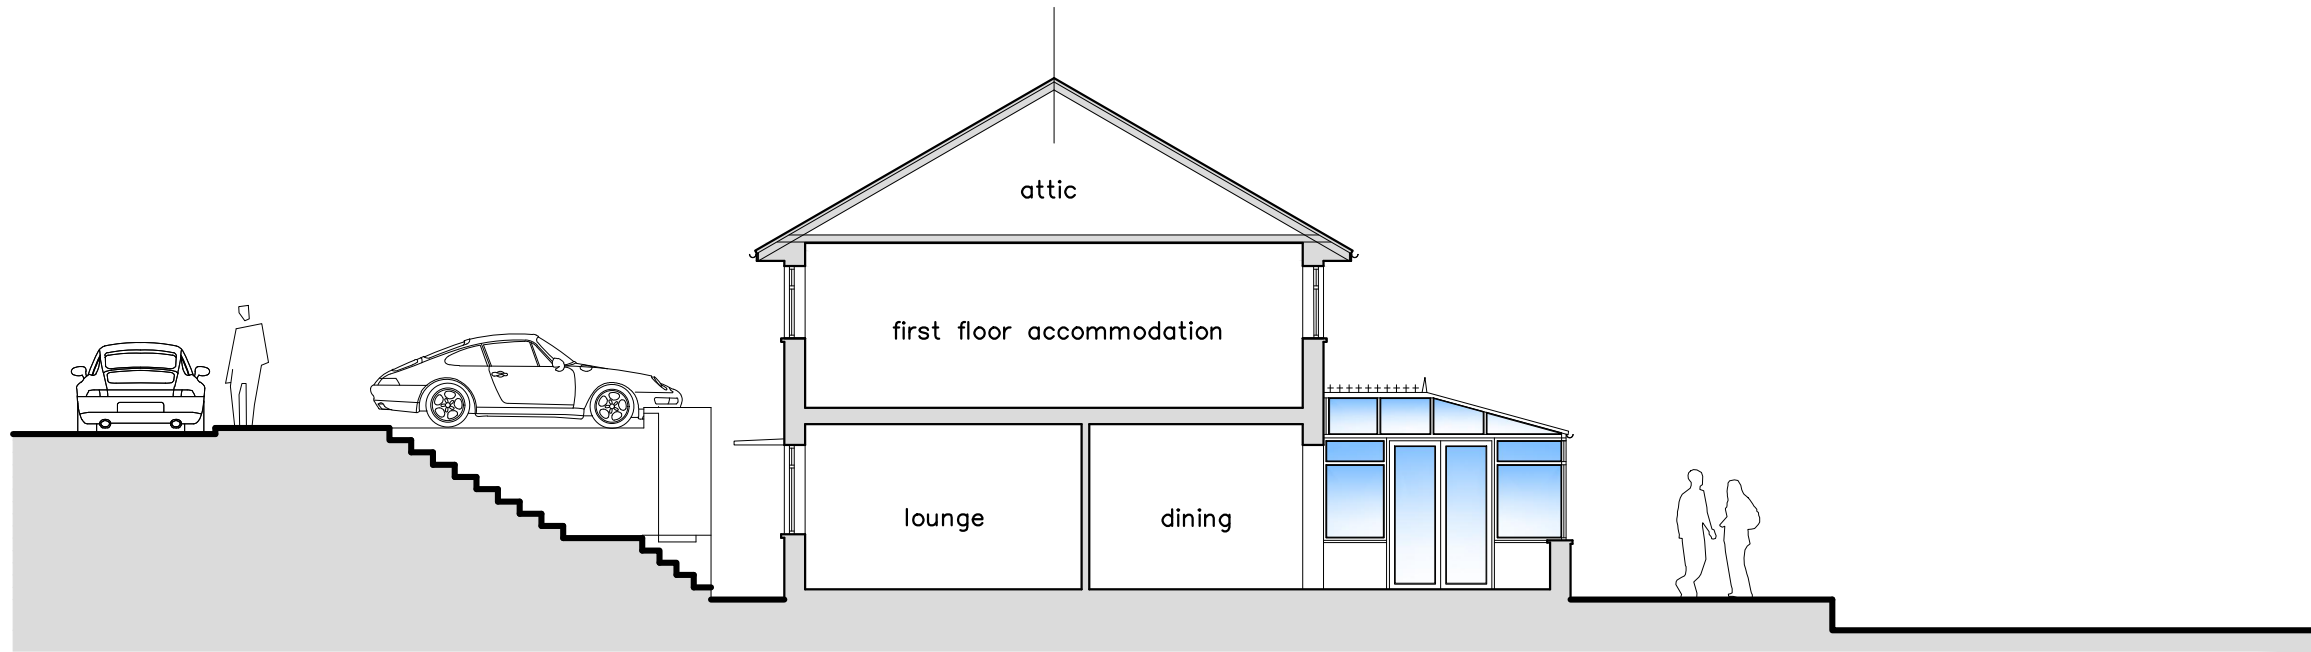 attic
first floor accommodation
lounge
dining